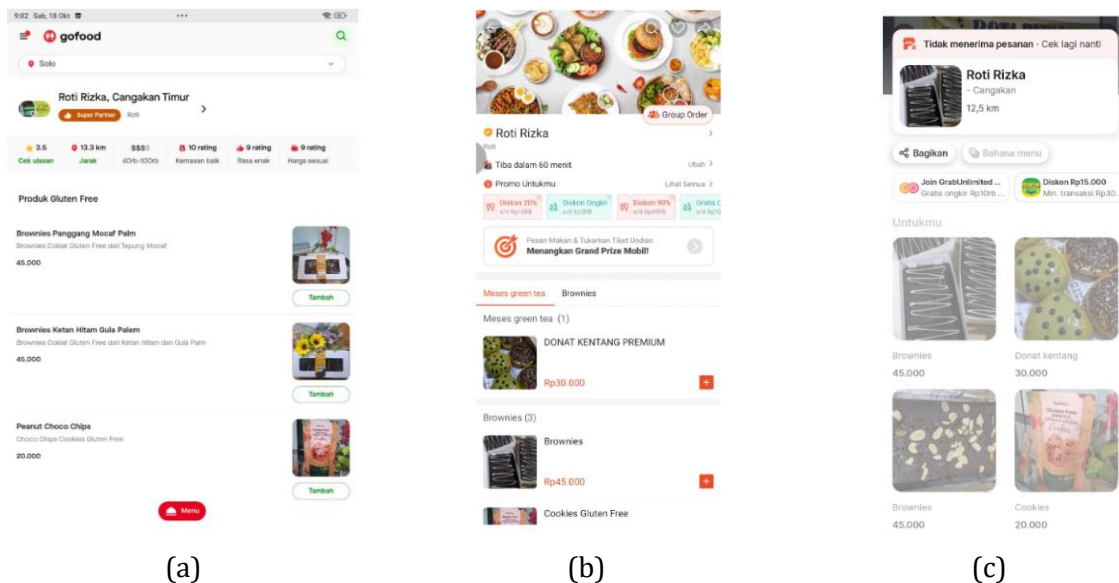 9:02 Sab, 18 Okt
gofood
Solo
Roti Rizka, Cangakan Timur
Super Partner Roti
3.5 13.3 km $$$$ 10 rating 9 rating 9 rating
Cek ulasan Jarak 40rb-100rb Kemasan baik Rasa enak Harga sesuai
Produk Gluten Free
Brownies Panggang Mocaf Palm
Brownies Coklat Gluten Free dari Tepung Mocaf
45.000
Tambah
Brownies Ketan Hitam Gula Palem
Brownies Coklat Gluten Free dari Ketan Hitam dan Gula Palm
45.000
Tambah
Peanut Choco Chips
Choco Chips Cookies Gluten Free
20.000
Tambah
Menu
(a)
Group Order
Roti Rizka
Roti
Tiba dalam 60 menit Ubah
Promo Untukmu Lihat Semua
Diskon 20% Diskon Ongkir Diskon 90% Gratis
Pesan Makan & Tukarkan Tiket Undian
Menangkan Grand Prize Mobil!
Meses green tea Brownies
Meses green tea (1)
DONAT KENTANG PREMIUM
Rp30.000
Brownies (3)
Brownies
Rp45.000
Cookies Gluten Free
(b)
Tidak menerima pesanan · Cek lagi nanti
Roti Rizka
- Cangakan
12,5 km
Bagikan Bahasa menu
Join GrabUnlimited ... Diskon Rp15.000
Gratis ongkir Rp10rb ... Min. transaksi Rp30...
Untukmu
Brownies Donat kentang
45.000 30.000
Brownies Cookies
45.000 20.000
(c)